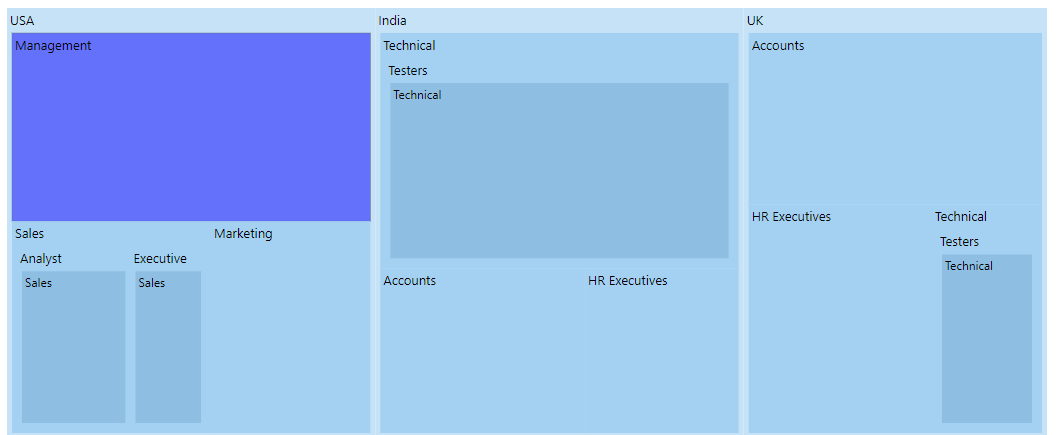 USA
Management
Sales
Marketing
Analyst
Executive
Sales
Sales
India
Technical
Testers
Technical
Accounts
HR Executives
UK
Accounts
HR Executives
Technical
Testers
Technical